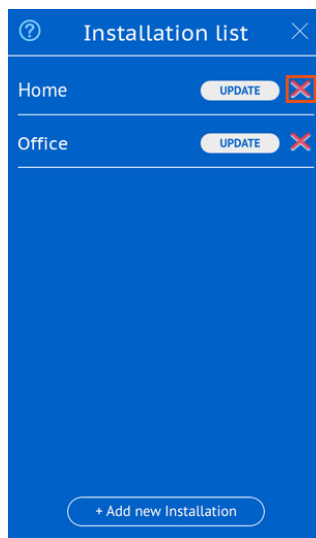 ? Installation list
Home UPDATE
Office UPDATE
+ Add new Installation